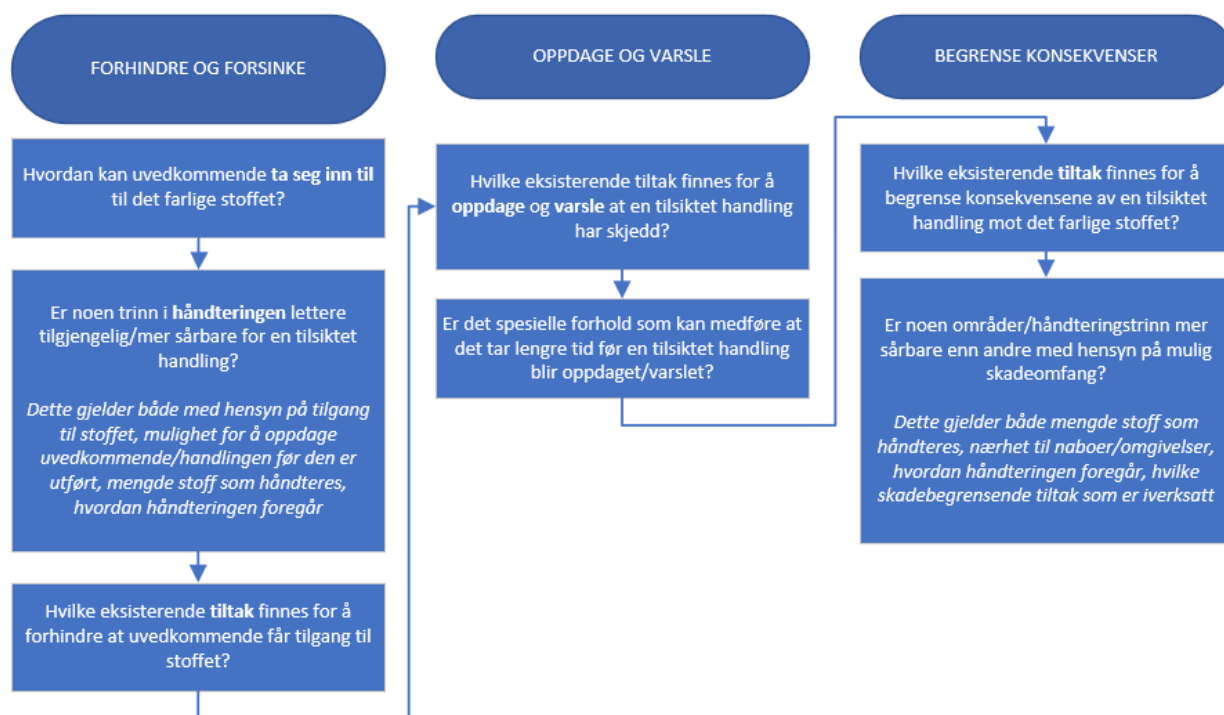 FORHINDRE OG FORSINKE
Hvordan kan uvedkommende ta seg inn til
til det farlige stoffet?
Er noen trinn i håndteringen lettere
tilgjengelig/mer sårbare for en tilsiktet
handling?
Dette gjelder både med hensyn på tilgang
til stoffet, mulighet for å oppdage
uvedkommende/handlingen før den er
utført, mengde stoff som håndteres,
hvordan håndteringen foregår
Hvilke eksisterende tiltak finnes for å
forhindre at uvedkommende får tilgang til
stoffet?
OPPDAGE OG VARSLE
Hvilke eksisterende tiltak finnes for å
oppdage og varsle at en tilsiktet handling
har skjedd?
Er det spesielle forhold som kan medføre at
det tar lengre tid før en tilsiktet handling
blir oppdaget/varslet?
BEGRENSE KONSEKVENSER
Hvilke eksisterende tiltak finnes for å
begrense konsekvensene av en tilsiktet
handling mot det farlige stoffet?
Er noen områder/håndteringstrinn mer
sårbare enn andre med hensyn på mulig
skadeomfang?
Dette gjelder både mengde stoff som
håndteres, nærhet til naboer/omgivelser,
hvordan håndteringen foregår, hvilke
skadebegrensende tiltak som er iverksatt